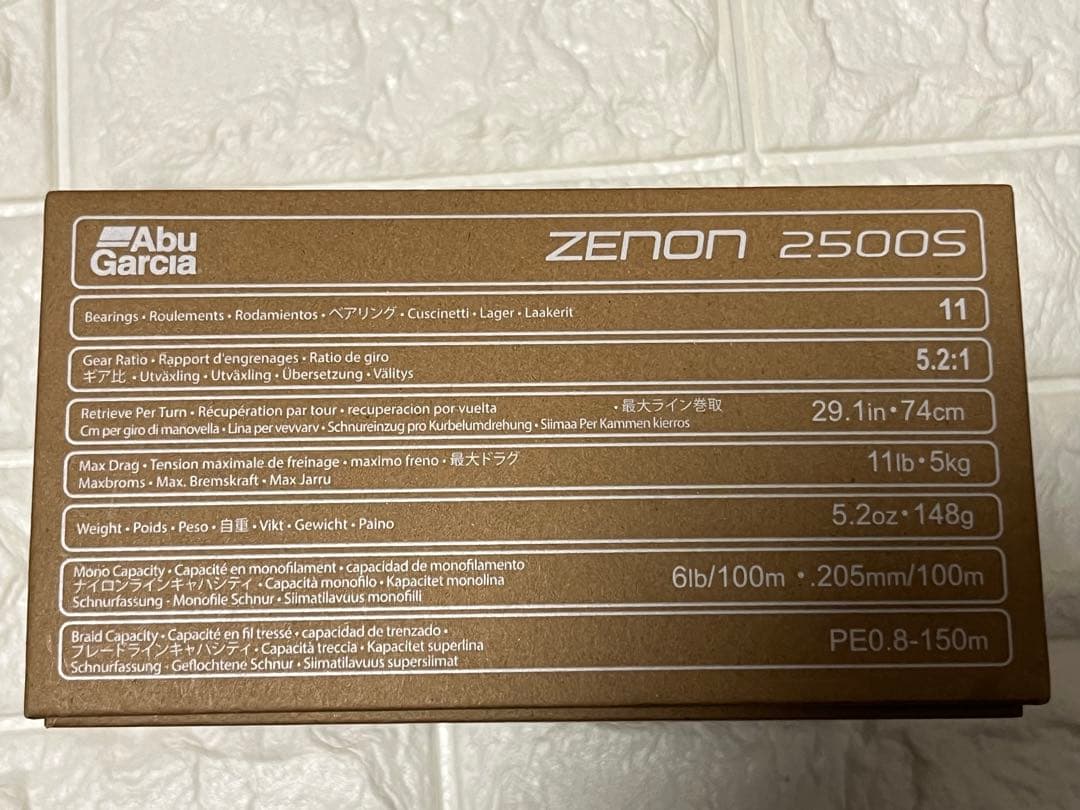 Abu
Garcia
ZENON 2500S
Bearings • Roulements • Rodamientos • ベアリング • Cuscinetti • Lager • Laakerit
11
Gear Ratio • Rapport d'engrenages • Ratio de giro
ギア比 • Utväxling • Utväxling • Übersetzung • Välitys
5.2:1
Retrieve Per Turn • Récupération par tour • recuperacion por vuelta • 最大ライン巻取
Cm per giro di manovella • Lina per vevvarv • Schnureinzug pro Kurbelumdrehung • Siimaa Per Kammen kierros
29.1in • 74cm
Max Drag • Tension maximale de freinage • maximo freno • 最大ドラグ
Maxbroms • Max. Bremskraft • Max Jarru
11lb • 5kg
Weight • Poids • Peso • 自重 • Vikt • Gewicht • Paino
5.2oz • 148g
Mono Capacity • Capacité en monofilament • capacidad de monofilamento
ナイロンラインキャパシティ • Capacità monofilo • Kapacitet monolina
Schnurfassung - Monofile Schnur • Siimatilavuus monofiili
6lb/100m • .205mm/100m
Braid Capacity • Capacité en fil tressé • capacidad de trenzado •
ブレードラインキャパシティ • Capacità treccia • Kapacitet superlina
Schnurfassung - Geflochtene Schnur • Siimatilavuus supersiimat
PE0.8-150m